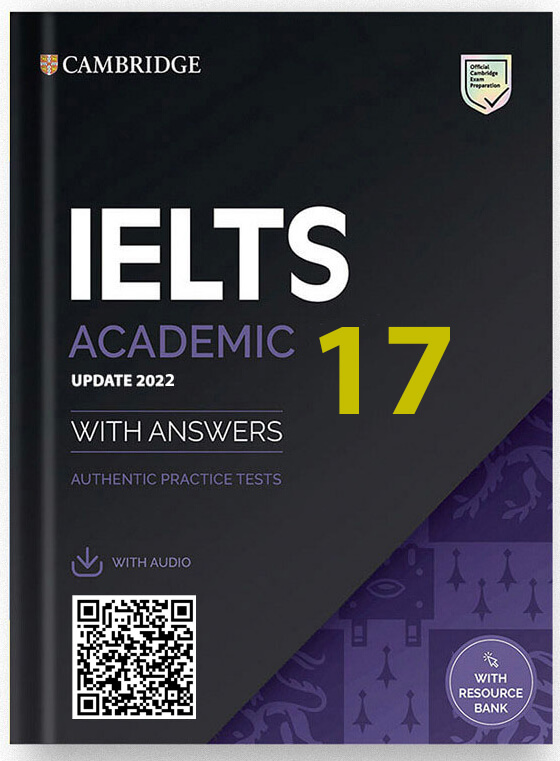 CAMBRIDGE
Official
Cambridge
Exam
Preparation
IELTS
ACADEMIC 17
UPDATE 2022
WITH ANSWERS
AUTHENTIC PRACTICE TESTS
WITH AUDIO
WITH
RESOURCE
BANK